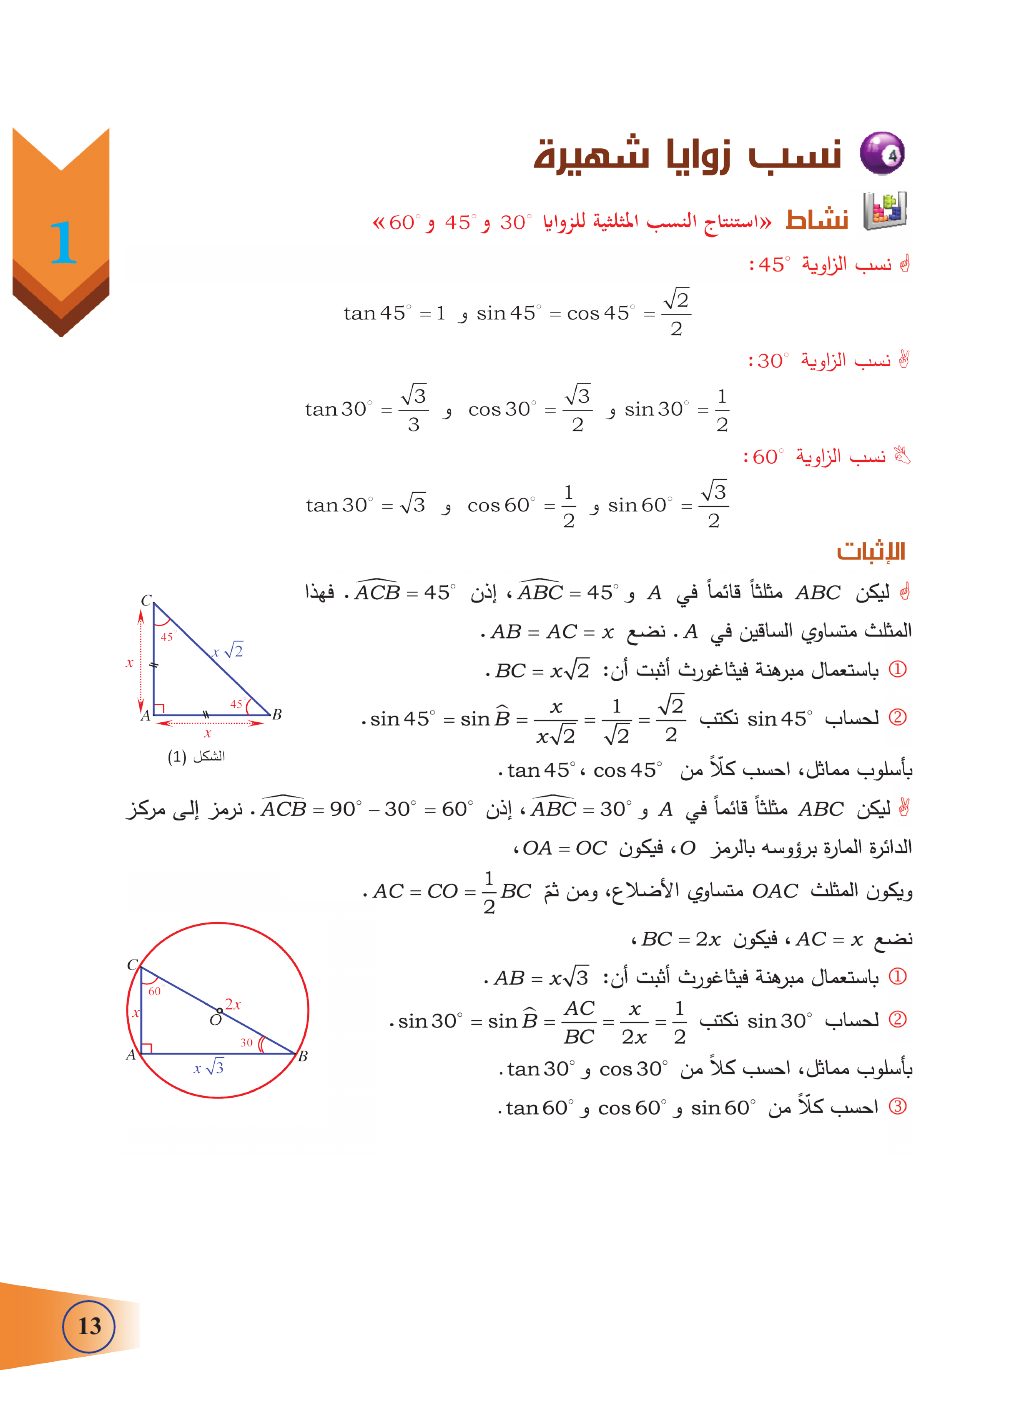 4 نسب زوايا شهيرة
نشاط «استنتاج النسب المثلثية للزوايا 30° و 45° و 60°»
1
نسب الزاوية 45°:
tan 45° = 1 و sin 45° = cos 45° = √2/2
نسب الزاوية 30°:
tan 30° = √3/3 و cos 30° = √3/2 و sin 30° = 1/2
نسب الزاوية 60°:
tan 30° = √3 و cos 60° = 1/2 و sin 60° = √3/2
الإثبات
ليكن ABC مثلثاً قائماً في A و ABC = 45°، إذن ACB = 45°. فهذا
المثلث متساوي الساقين في A. نضع AB = AC = x.
① باستعمال مبرهنة فيثاغورث أثبت أن: BC = x√2.
② لحساب sin 45° نكتب sin 45° = sin B = x/x√2 = 1/√2 = √2/2.
بأسلوب مماثل، احسب كلّاً من cos 45°، tan 45°.
C
45
x
x √2
45
A
B
x
الشكل (1)
ليكن ABC مثلثاً قائماً في A و ABC = 30°، إذن ACB = 90° − 30° = 60°. نرمز إلى مركز
الدائرة المارة برؤوسه بالرمز O، فيكون OA = OC،
ويكون المثلث OAC متساوي الأضلاع، ومن ثمّ AC = CO = 1/2 BC.
نضع AC = x، فيكون BC = 2x،
① باستعمال مبرهنة فيثاغورث أثبت أن: AB = x√3.
② لحساب sin 30° نكتب sin 30° = sin B = AC/BC = x/2x = 1/2.
بأسلوب مماثل، احسب كلاً من cos 30° و tan 30°.
③ احسب كلّاً من sin 60° و cos 60° و tan 60°.
C
60
x
2x
O
30
A
B
x √3
13